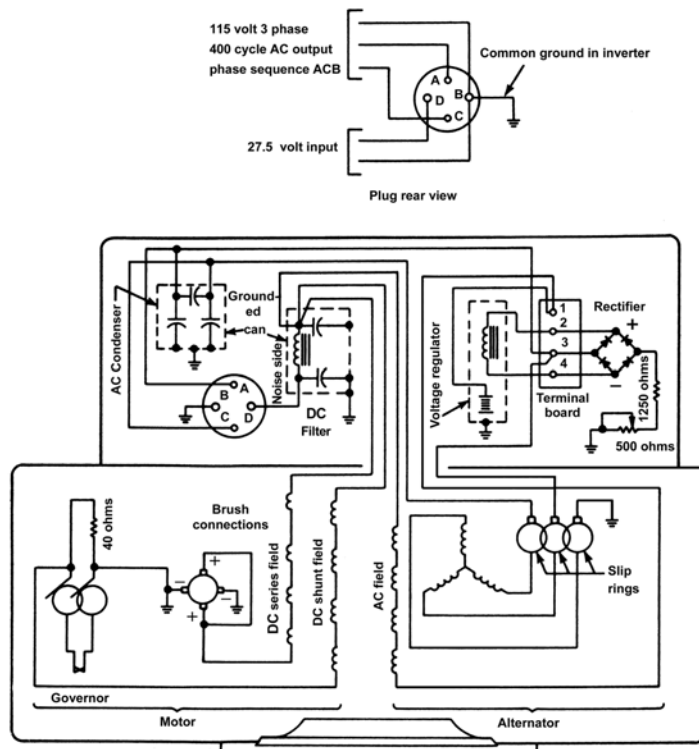 115 volt 3 phase
400 cycle AC output
phase sequence ACB
Common ground in inverter
A
D
B
C
27.5 volt input
Plug rear view
AC Condenser
Ground-
ed
can
Noise side
A
B
C
D
DC
Filter
Voltage regulator
1
2
3
4
Terminal
board
Rectifier
+
−
1250 ohms
500 ohms
40 ohms
Brush
connections
+
−
−
+
DC series field
DC shunt field
AC field
Slip
rings
Governor
Motor
Alternator